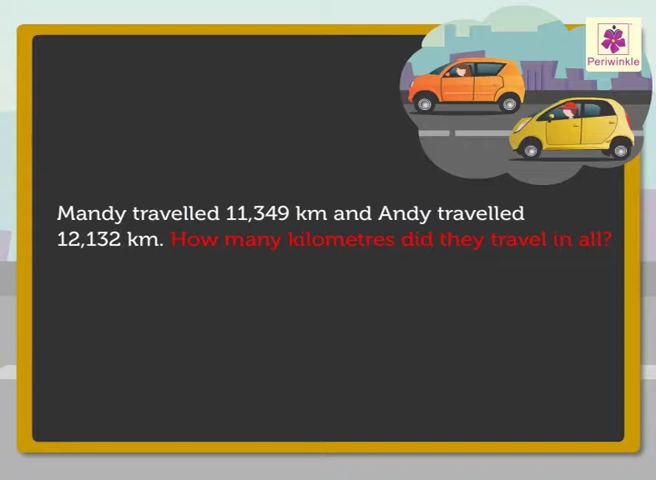 Periwinkle
Mandy travelled 11,349 km and Andy travelled
12,132 km. How many kilometres did they travel in all?